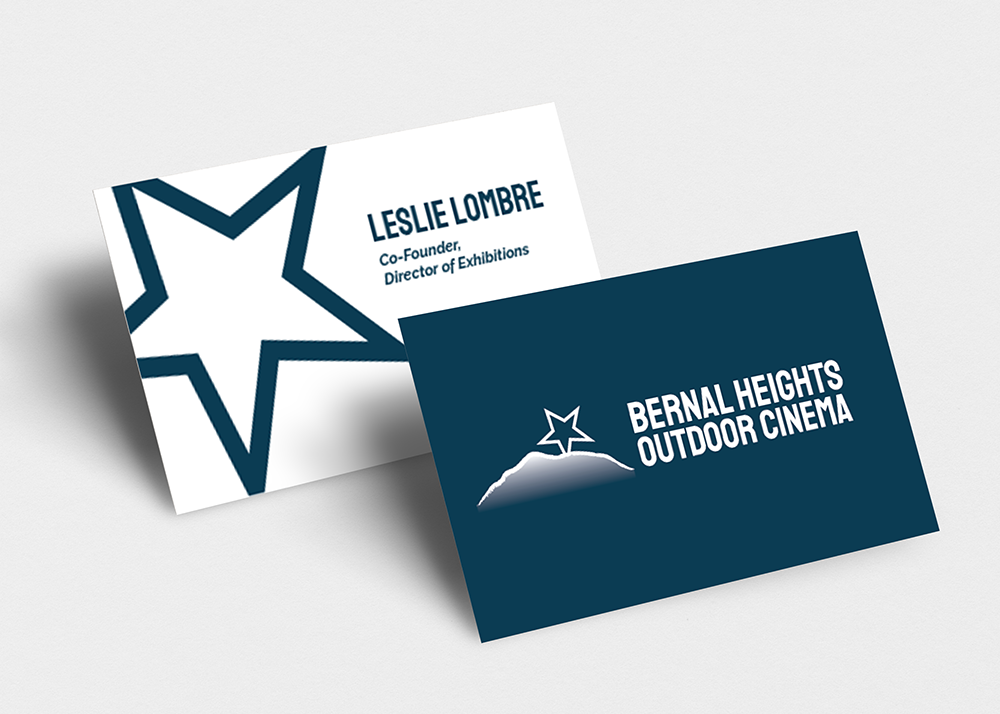 LESLIE LOMBRE
Co-Founder,
Director of Exhibitions
BERNAL HEIGHTS
OUTDOOR CINEMA